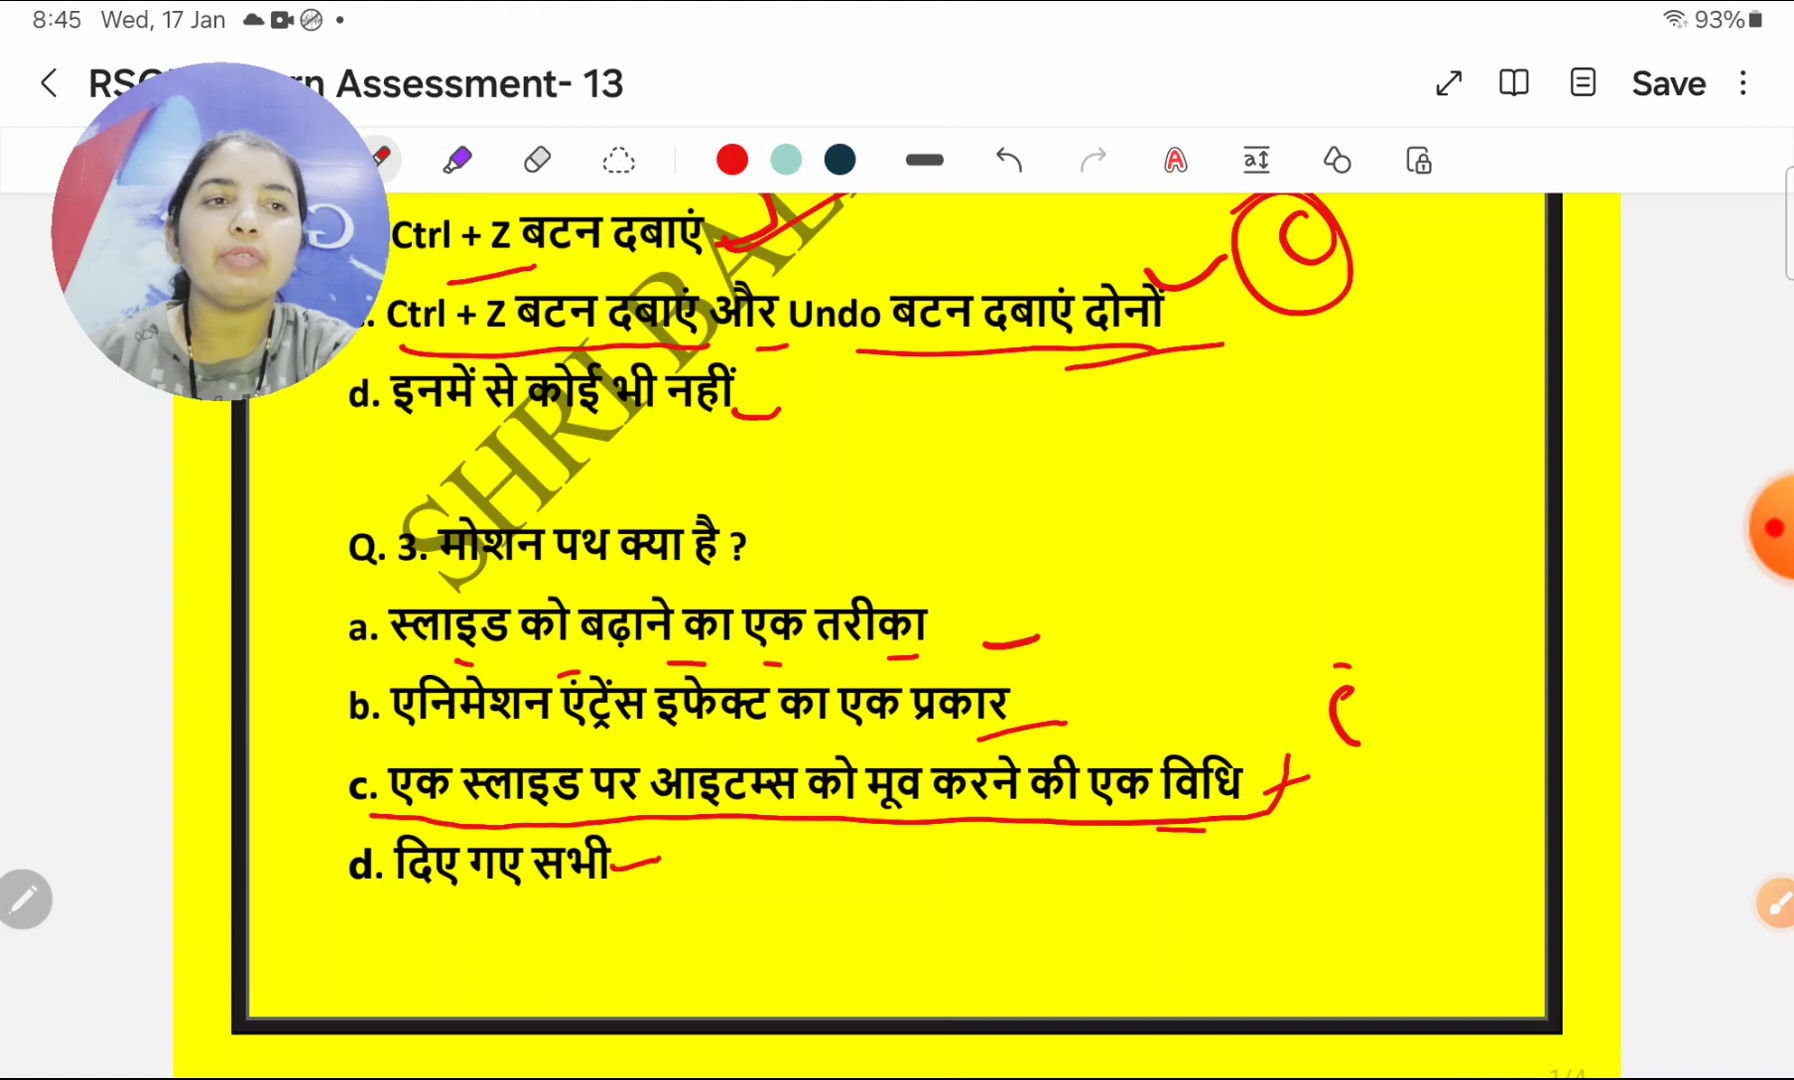 8:45 Wed, 17 Jan 93%
Assessment- 13 Save
Ctrl + Z बटन दबाएं
Ctrl + Z बटन दबाएं और Undo बटन दबाएं दोनों
d. इनमें से कोई भी नहीं
SHRI BAL
Q. 3. मोशन पथ क्या है ?
a. स्लाइड को बढ़ाने का एक तरीका
b. एनिमेशन एंट्रेंस इफेक्ट का एक प्रकार
c. एक स्लाइड पर आइटम्स को मूव करने की एक विधि
d. दिए गए सभी